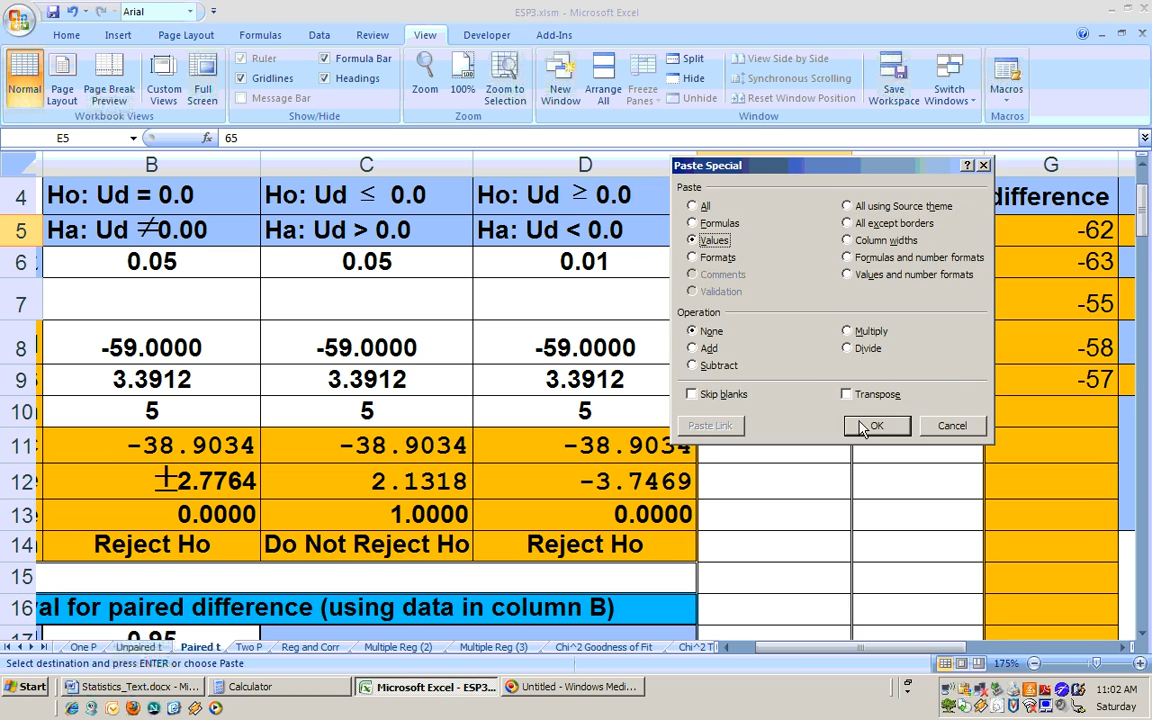 Arial
ESP3.xlsm - Microsoft Excel
Home Insert Page Layout Formulas Data Review View Developer Add-Ins
Normal Page Layout Page Break Preview Custom Views Full Screen
Workbook Views
Ruler Formula Bar
Gridlines Headings
Message Bar
Show/Hide
Zoom 100% Zoom to Selection
Zoom
New Window Arrange All Freeze Panes
Split
Hide
Unhide
View Side by Side
Synchronous Scrolling
Reset Window Position
Window
Save Workspace Switch Windows
Macros
Macros
E5 fx 65
B C D G
4 Ho: Ud = 0.0 Ho: Ud ≤ 0.0 Ho: Ud ≥ 0.0 difference
5 Ha: Ud ≠0.00 Ha: Ud > 0.0 Ha: Ud < 0.0 -62
6 0.05 0.05 0.01 -63
7 -55
8 -59.0000 -59.0000 -59.0000 -58
9 3.3912 3.3912 3.3912 -57
10 5 5 5
11 -38.9034 -38.9034 -38.9034
12 ±2.7764 2.1318 -3.7469
13 0.0000 1.0000 0.0000
14 Reject Ho Do Not Reject Ho Reject Ho
15
16 val for paired difference (using data in column B)
17 0.95
Paste Special
Paste
All All using Source theme
Formulas All except borders
Values Column widths
Formats Formulas and number formats
Comments Values and number formats
Validation
Operation
None Multiply
Add Divide
Subtract
Skip blanks Transpose
Paste Link OK Cancel
One P Unpaired t Paired t Two P Reg and Corr Multiple Reg (2) Multiple Reg (3) Chi^2 Goodness of Fit Chi^2 T
Select destination and press ENTER or choose Paste 175%
Start Statistics_Text.docx - Mi... Calculator Microsoft Excel - ESP3... Untitled - Windows Medi... 11:02 AM
Saturday